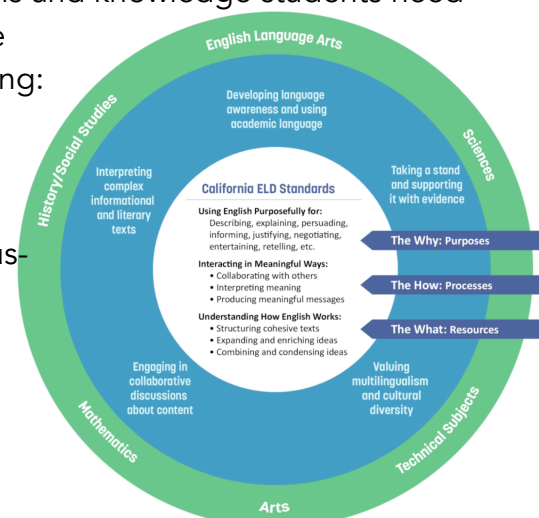 ns and knowledge students need
e
ng:
us-
English Language Arts
History/Social Studies
Sciences
Developing language
awareness and using
academic language
Interpreting
complex
informational
and literary
texts
Taking a stand
and supporting
it with evidence
California ELD Standards
Using English Purposefully for:
Describing, explaining, persuading,
informing, justifying, negotiating,
entertaining, retelling, etc.
The Why: Purposes
Interacting in Meaningful Ways:
• Collaborating with others
• Interpreting meaning
• Producing meaningful messages
The How: Processes
Understanding How English Works:
• Structuring cohesive texts
• Expanding and enriching ideas
• Combining and condensing ideas
The What: Resources
Engaging in
collaborative
discussions
about content
Valuing
multilingualism
and cultural
diversity
Mathematics
Technical Subjects
Arts